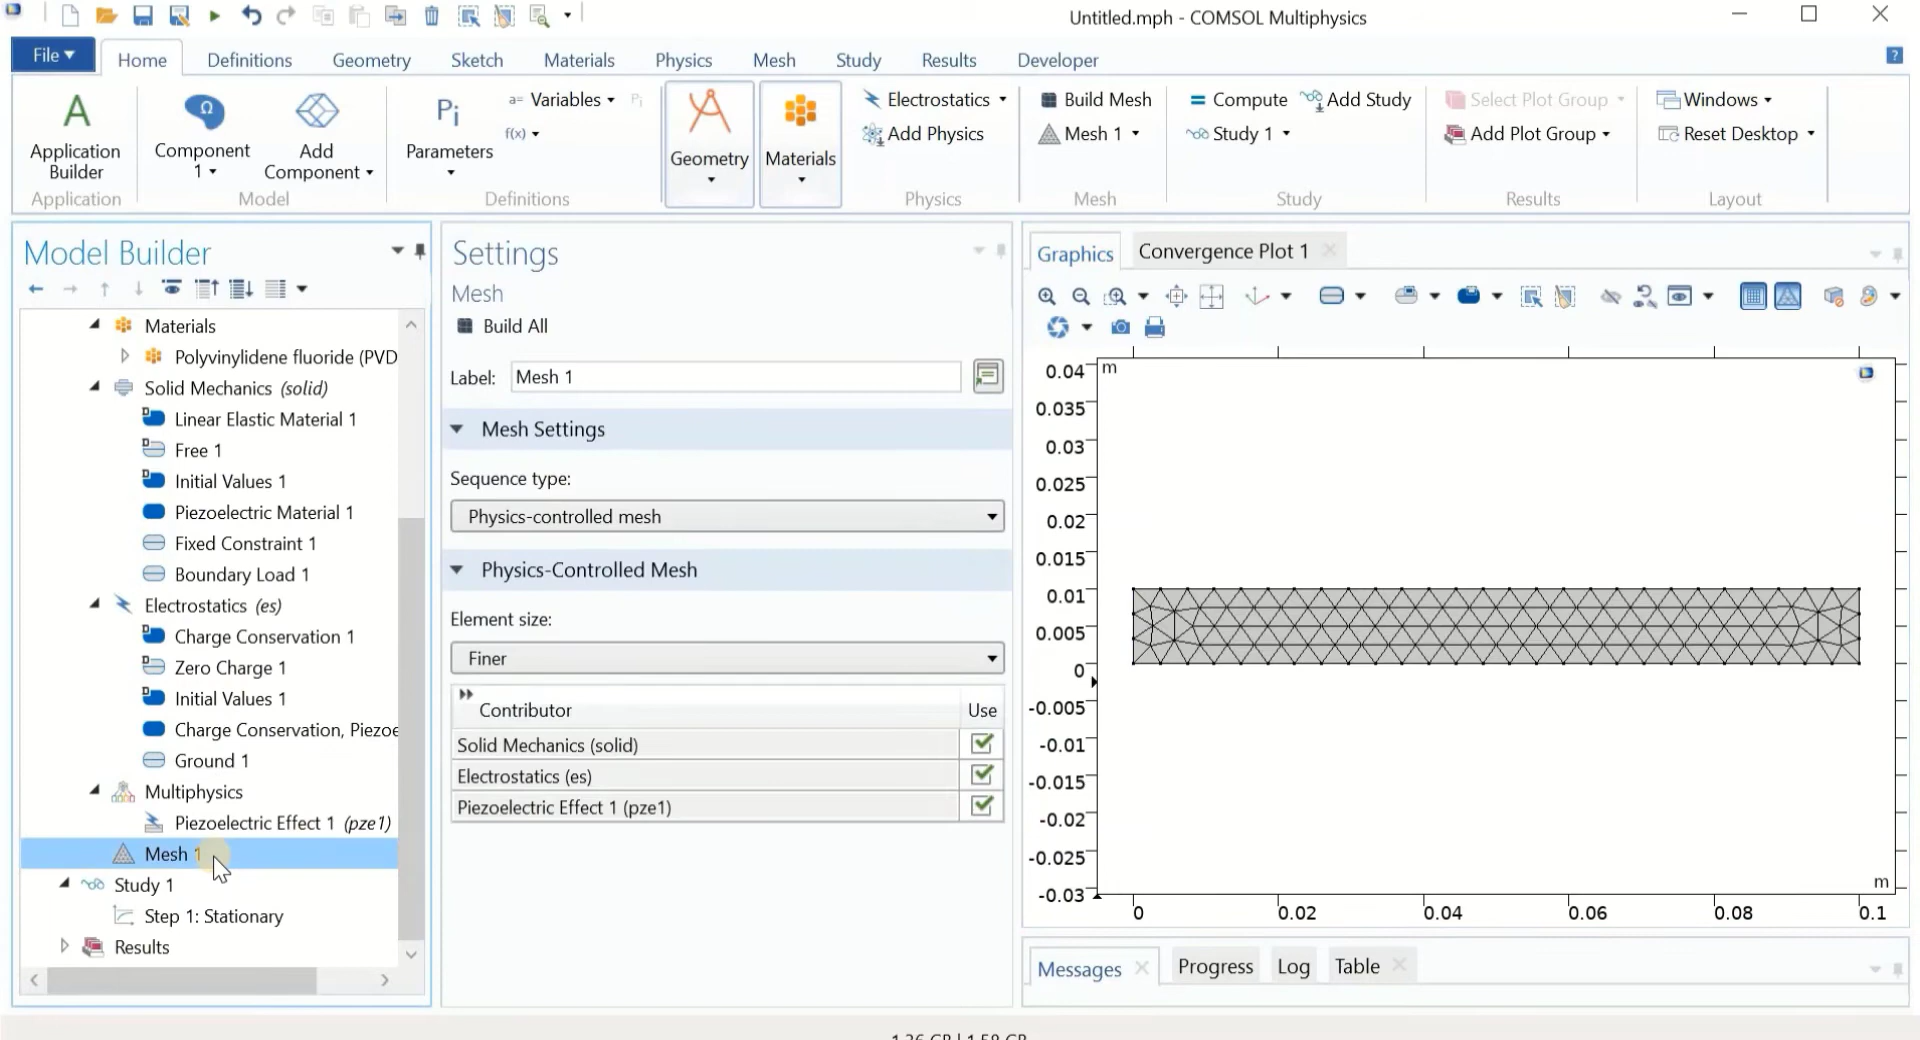 Untitled.mph - COMSOL Multiphysics
File Home Definitions Geometry Sketch Materials Physics Mesh Study Results Developer
A Application Builder
Component 1
Add Component
Pi Parameters
a= Variables Pi
f(x)
Geometry
Materials
Electrostatics
Add Physics
Build Mesh
Mesh 1
= Compute
Add Study
Study 1
Select Plot Group
Add Plot Group
Windows
Reset Desktop
Application Model Definitions Physics Mesh Study Results Layout
Model Builder
Materials
Polyvinylidene fluoride (PVD
Solid Mechanics (solid)
Linear Elastic Material 1
Free 1
Initial Values 1
Piezoelectric Material 1
Fixed Constraint 1
Boundary Load 1
Electrostatics (es)
Charge Conservation 1
Zero Charge 1
Initial Values 1
Charge Conservation, Piezoe
Ground 1
Multiphysics
Piezoelectric Effect 1 (pze1)
Mesh 1
Study 1
Step 1: Stationary
Results
Settings
Mesh
Build All
Label: Mesh 1
Mesh Settings
Sequence type:
Physics-controlled mesh
Physics-Controlled Mesh
Element size:
Finer
Contributor Use
Solid Mechanics (solid)
Electrostatics (es)
Piezoelectric Effect 1 (pze1)
Graphics Convergence Plot 1
0.04 m
0.035
0.03
0.025
0.02
0.015
0.01
0.005
0
-0.005
-0.01
-0.015
-0.02
-0.025
-0.03
m
0 0.02 0.04 0.06 0.08 0.1
Messages Progress Log Table